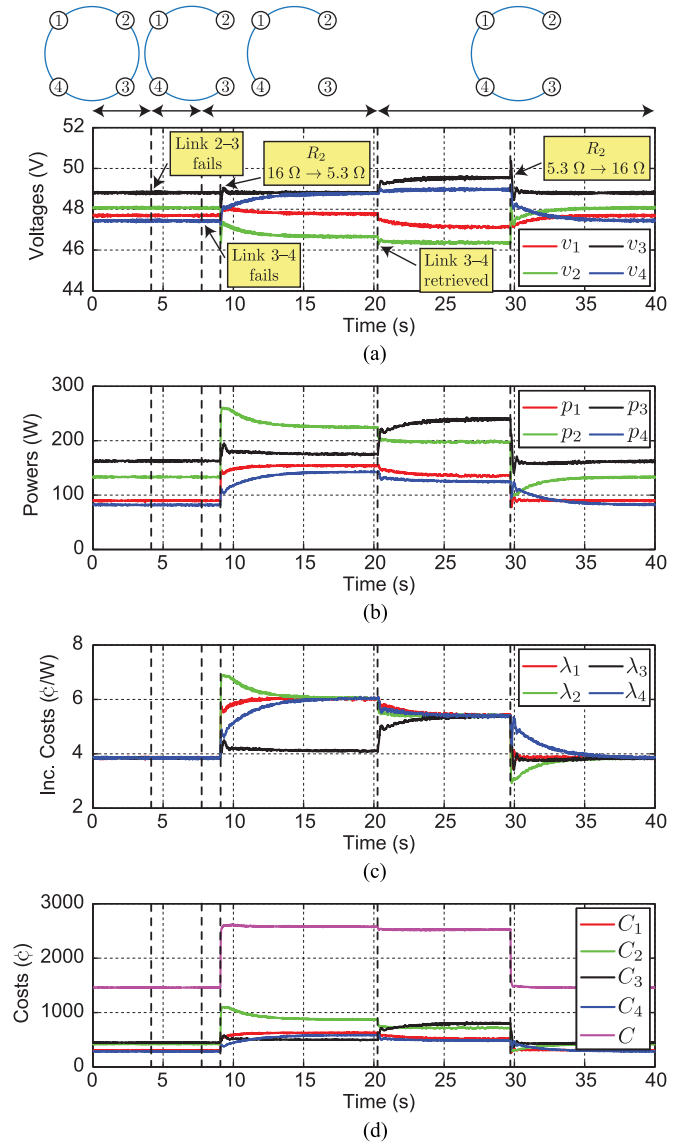 1 2 1 2 1 2 1 2
4 3 4 3 4 3 4 3
52
50
48
46
44
Voltages (V)
Link 2–3
fails
R2
16 Ω → 5.3 Ω
R2
5.3 Ω → 16 Ω
Link 3–4
fails
Link 3–4
retrieved
v1 v3
v2 v4
0 5 10 15 20 25 30 35 40
Time (s)
(a)
300
200
100
0
Powers (W)
p1 p3
p2 p4
0 5 10 15 20 25 30 35 40
Time (s)
(b)
8
6
4
2
Inc. Costs (¢/W)
λ1 λ3
λ2 λ4
0 5 10 15 20 25 30 35 40
Time (s)
(c)
3000
2000
1000
0
Costs (¢)
C1
C2
C3
C4
C
0 5 10 15 20 25 30 35 40
Time (s)
(d)